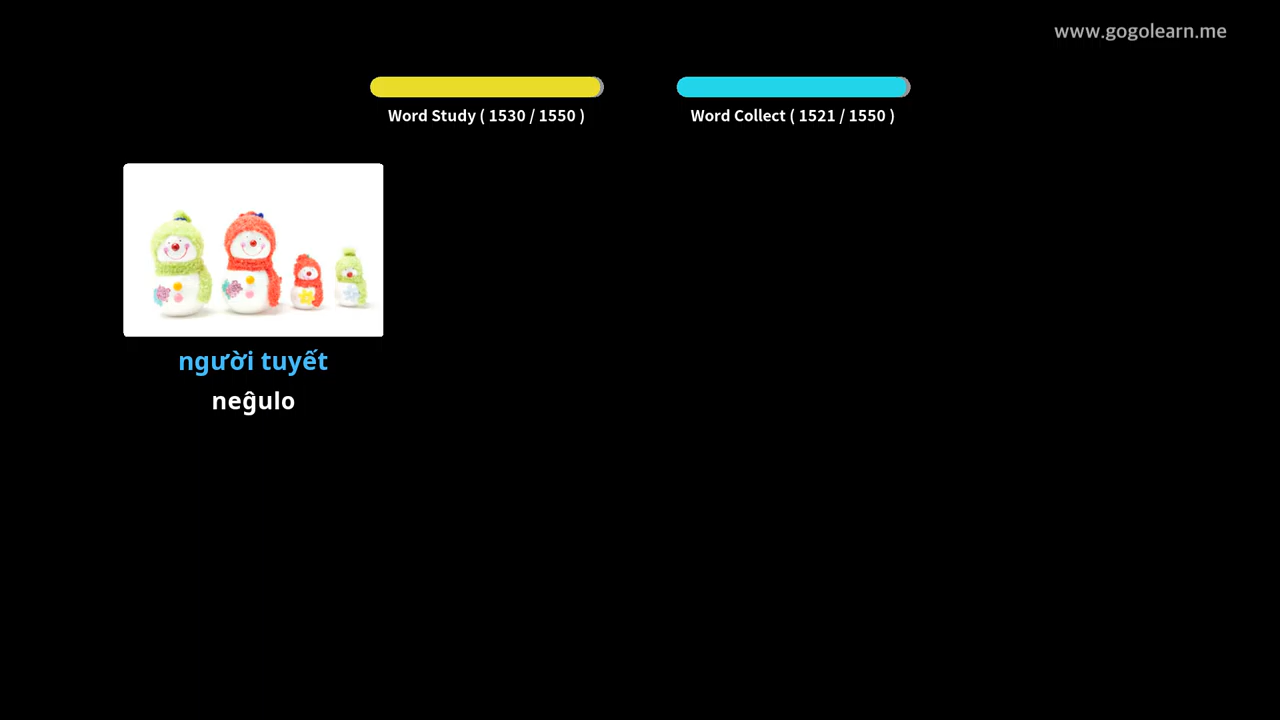 www.gogolearn.me
Word Study ( 1530 / 1550 )
Word Collect ( 1521 / 1550 )
người tuyết
neĝulo